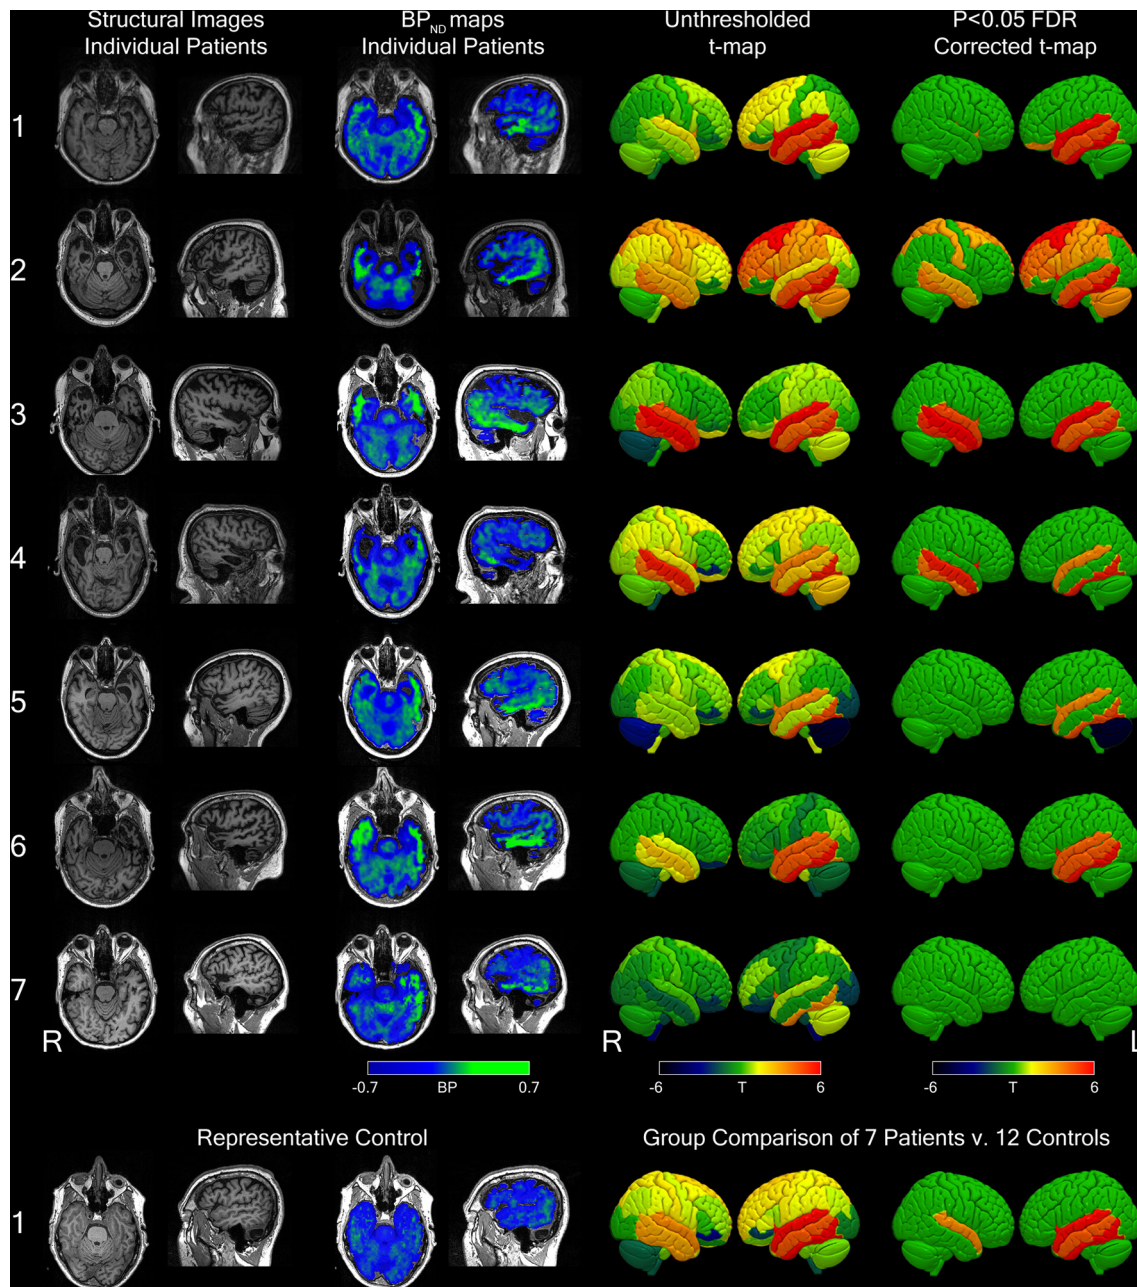 Structural Images
Individual Patients
BP_ND maps
Individual Patients
Unthresholded
t-map
P<0.05 FDR
Corrected t-map
1
2
3
4
5
6
7
R
R
L
-0.7 BP 0.7
-6 T 6
-6 T 6
Representative Control
Group Comparison of 7 Patients v. 12 Controls
1